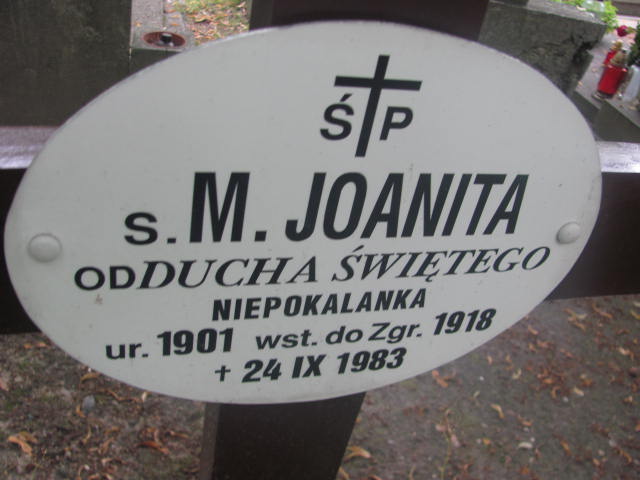 Ś P
s. M. JOANITA
OD DUCHA ŚWIĘTEGO
NIEPOKALANKA
ur. 1901 wst. do Zgr. 1918
† 24 IX 1983